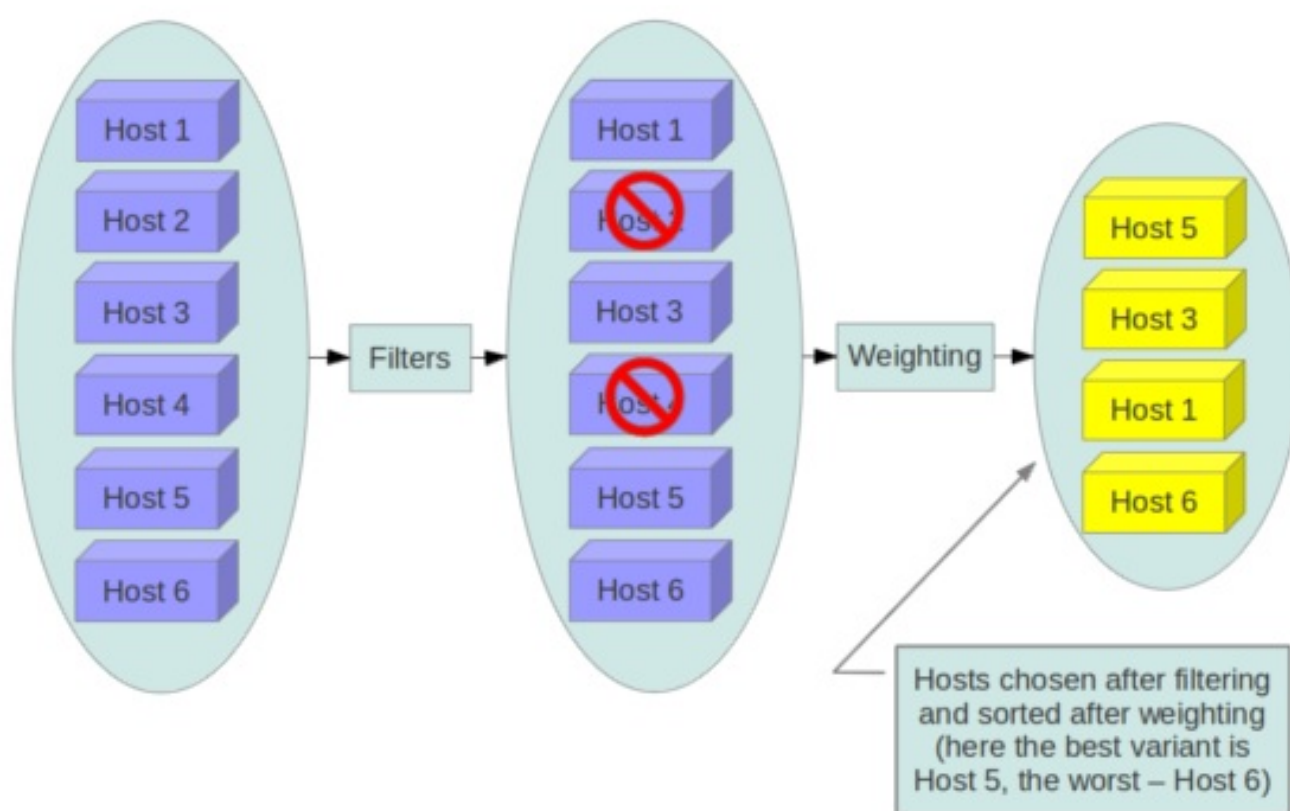 Host 1
Host 2
Host 3
Host 4
Host 5
Host 6
Filters
Host 1
Host
Host 3
Host
Host 5
Host 6
Weighting
Host 5
Host 3
Host 1
Host 6
Hosts chosen after filtering
and sorted after weighting
(here the best variant is
Host 5, the worst – Host 6)